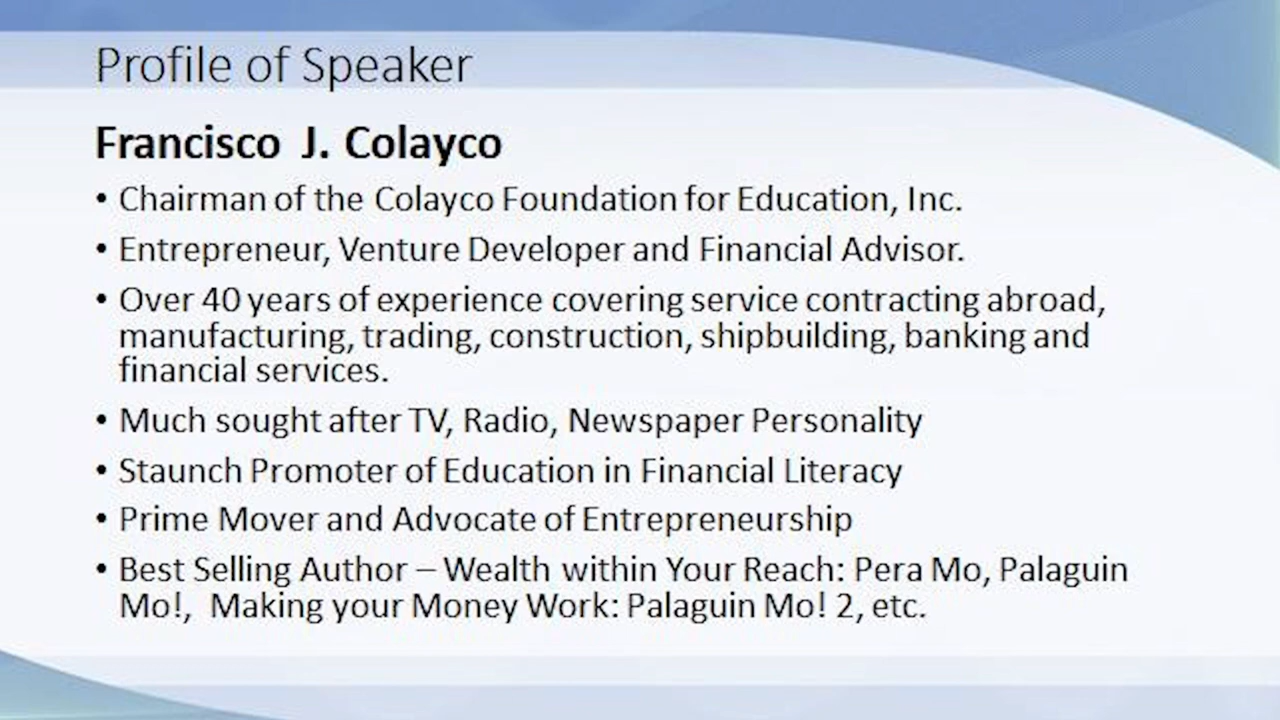 Profile of Speaker
Francisco J. Colayco
• Chairman of the Colayco Foundation for Education, Inc.
• Entrepreneur, Venture Developer and Financial Advisor.
• Over 40 years of experience covering service contracting abroad,
manufacturing, trading, construction, shipbuilding, banking and
financial services.
• Much sought after TV, Radio, Newspaper Personality
• Staunch Promoter of Education in Financial Literacy
• Prime Mover and Advocate of Entrepreneurship
• Best Selling Author – Wealth within Your Reach: Pera Mo, Palaguin
Mo!, Making your Money Work: Palaguin Mo! 2, etc.